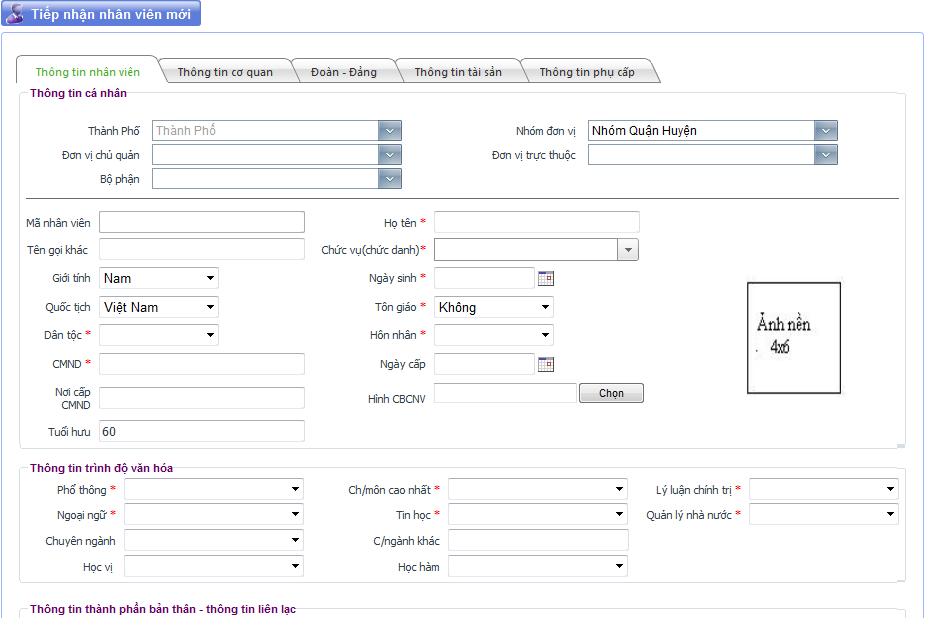 Tiếp nhận nhân viên mới
Thông tin nhân viên Thông tin cơ quan Đoàn - Đảng Thông tin tài sản Thông tin phụ cấp
Thông tin cá nhân
Thành Phố Thành Phố Nhóm đơn vị Nhóm Quận Huyện
Đơn vị chủ quản Đơn vị trực thuộc
Bộ phận
Mã nhân viên Họ tên *
Tên gọi khác Chức vụ(chức danh)*
Giới tính Nam Ngày sinh *
Quốc tịch Việt Nam Tôn giáo * Không
Dân tộc * Hôn nhân *
Ảnh nền
4x6
CMND * Ngày cấp
Nơi cấp
CMND
Hình CBCNV Chọn
Tuổi hưu 60
Thông tin trình độ văn hóa
Phổ thông * Ch/môn cao nhất * Lý luận chính trị *
Ngoại ngữ * Tin học * Quản lý nhà nước *
Chuyên ngành C/ngành khác
Học vị Học hàm
Thông tin thành phần bản thân - thông tin liên lạc